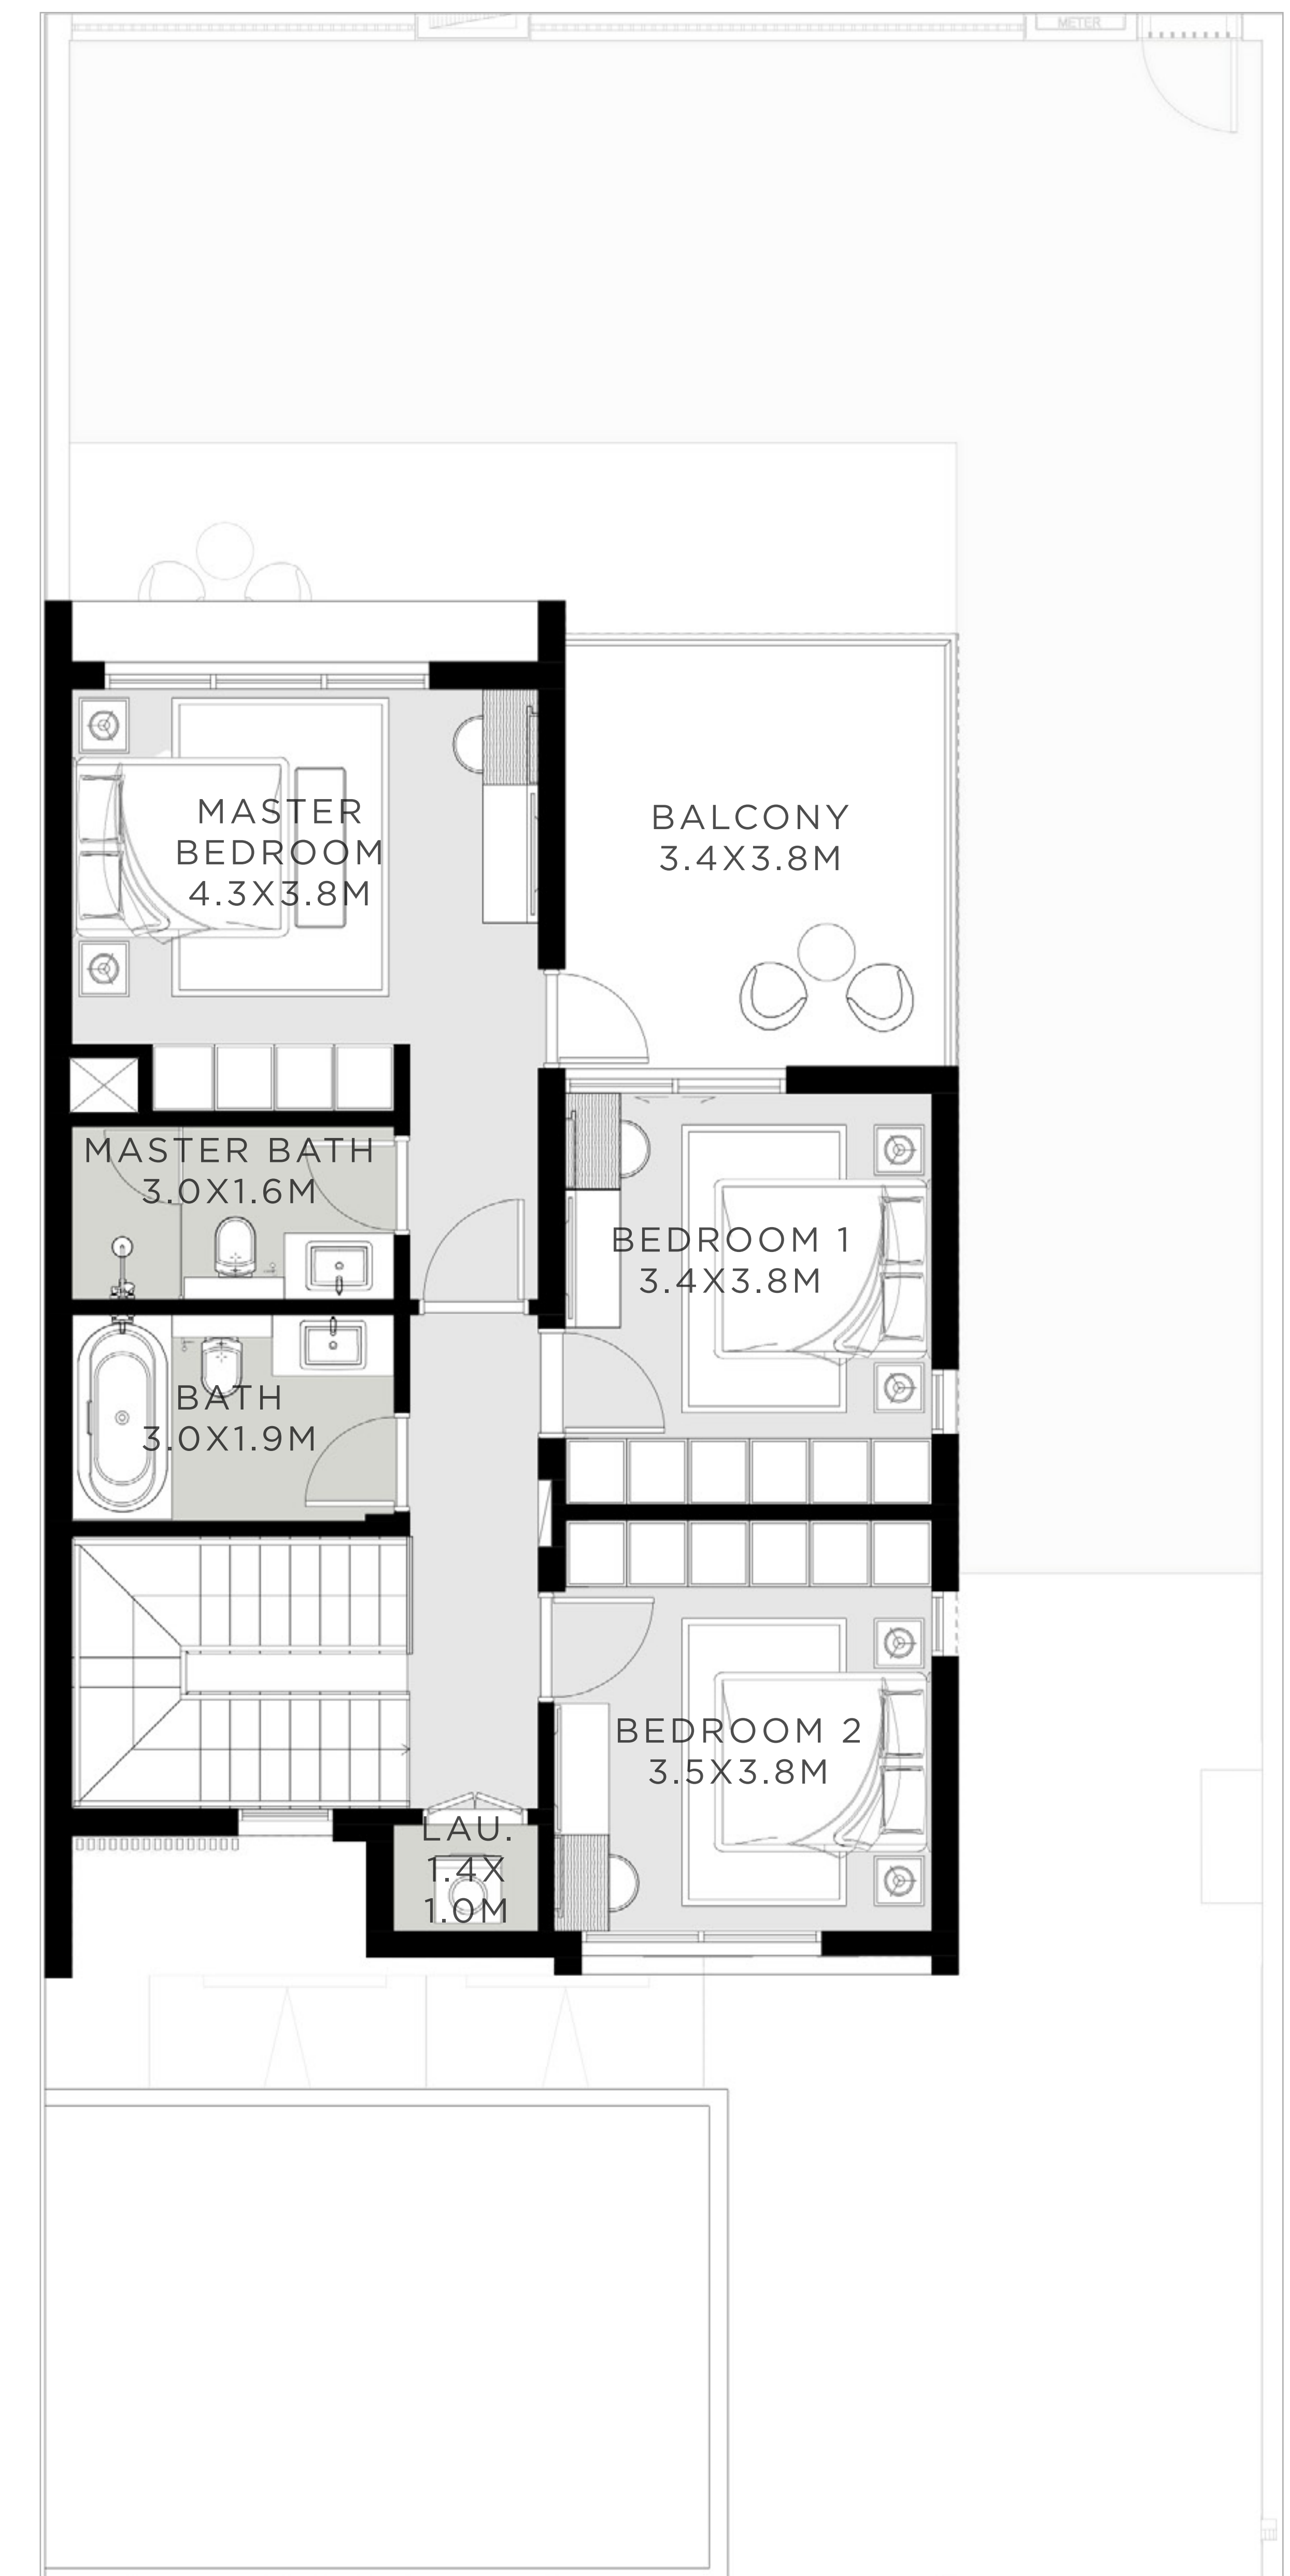 METER
MASTER
BEDROOM
4.3X3.8M
BALCONY
3.4X3.8M
MASTER BATH
3.0X1.6M
BEDROOM 1
3.4X3.8M
BATH
3.0X1.9M
BEDROOM 2
3.5X3.8M
LAU.
1.4X
1.0M